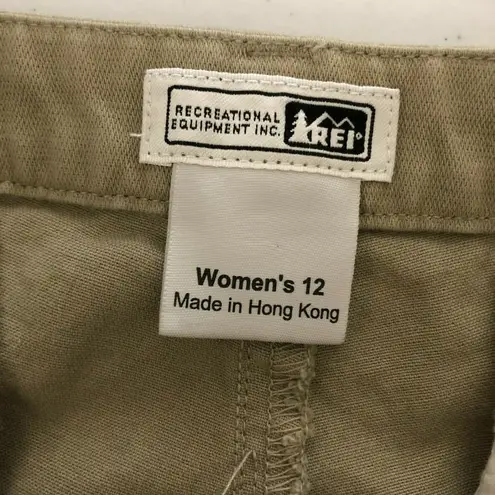 RECREATIONAL
EQUIPMENT INC.
REI
Women's 12
Made in Hong Kong